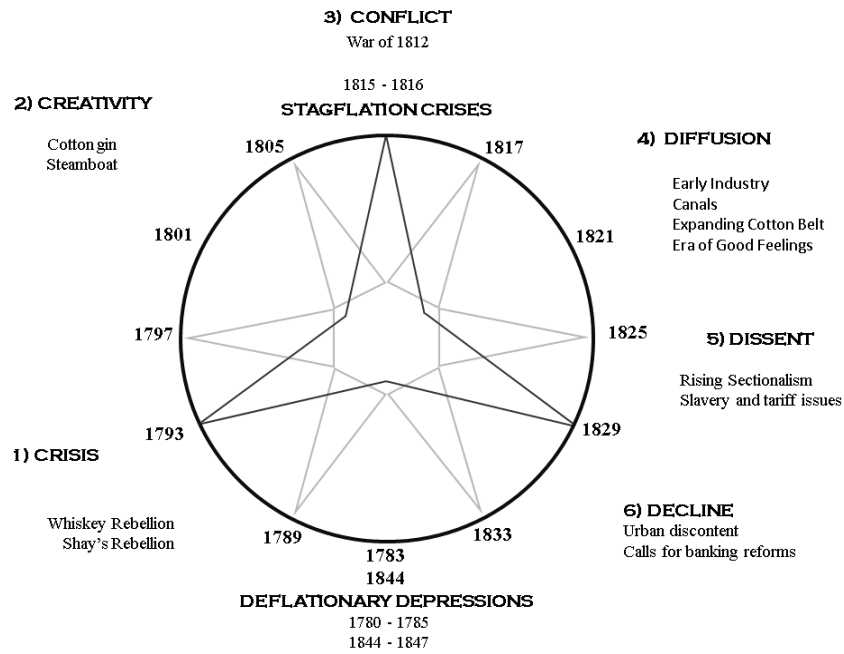 3) CONFLICT
War of 1812
1815 - 1816
STAGFLATION CRISES
2) CREATIVITY
Cotton gin
Steamboat
1805
1817
4) DIFFUSION
Early Industry
Canals
Expanding Cotton Belt
Era of Good Feelings
1801
1821
1797
1825
5) DISSENT
Rising Sectionalism
Slavery and tariff issues
1793
1829
1) CRISIS
Whiskey Rebellion
Shay's Rebellion
6) DECLINE
Urban discontent
Calls for banking reforms
1789
1833
1783
1844
DEFLATIONARY DEPRESSIONS
1780 - 1785
1844 - 1847